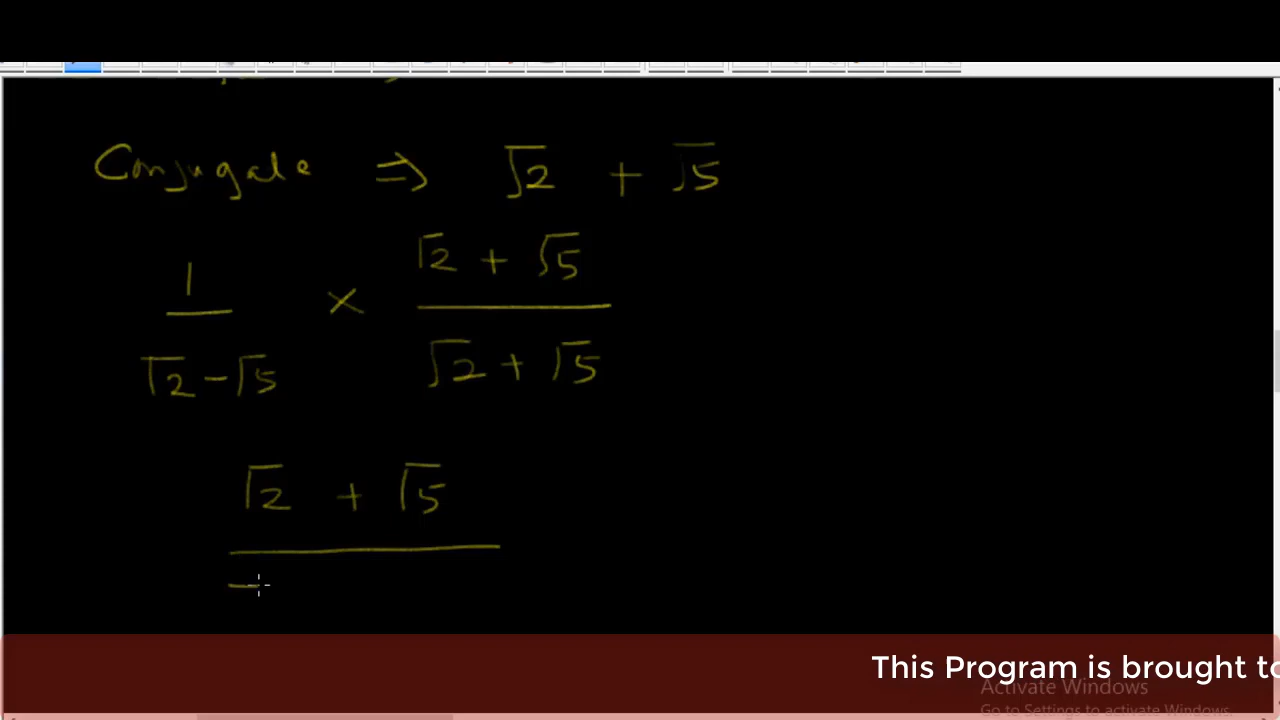 Conjugate ⇒ √2 + √5
1 / (√2 − √5) × (√2 + √5) / (√2 + √5)
√2 + √5
This Program is brought to
Activate Windows
Go to Settings to activate Windows.